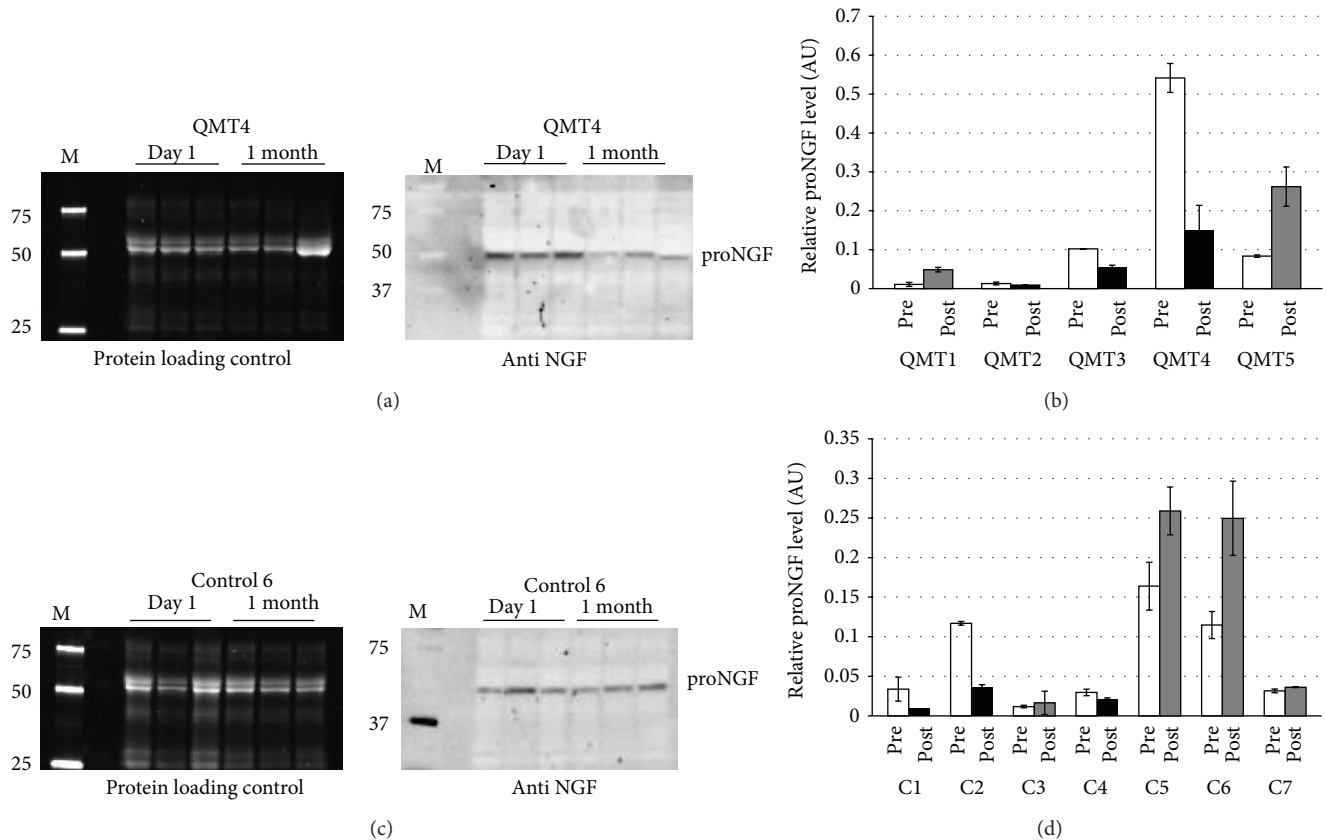 QMT4
M
Day 1
1 month
75
50
25
Protein loading control
QMT4
M
Day 1
1 month
75
50
37
proNGF
Anti NGF
(a)
Relative proNGF level (AU)
0.7
0.6
0.5
0.4
0.3
0.2
0.1
0
Pre Post Pre Post Pre Post Pre Post Pre Post
QMT1 QMT2 QMT3 QMT4 QMT5
(b)
Control 6
M
Day 1
1 month
75
50
25
Protein loading control
Control 6
M
Day 1
1 month
75
50
37
proNGF
Anti NGF
(c)
Relative proNGF level (AU)
0.35
0.3
0.25
0.2
0.15
0.1
0.05
0
Pre Post Pre Post Pre Post Pre Post Pre Post Pre Post Pre Post
C1 C2 C3 C4 C5 C6 C7
(d)